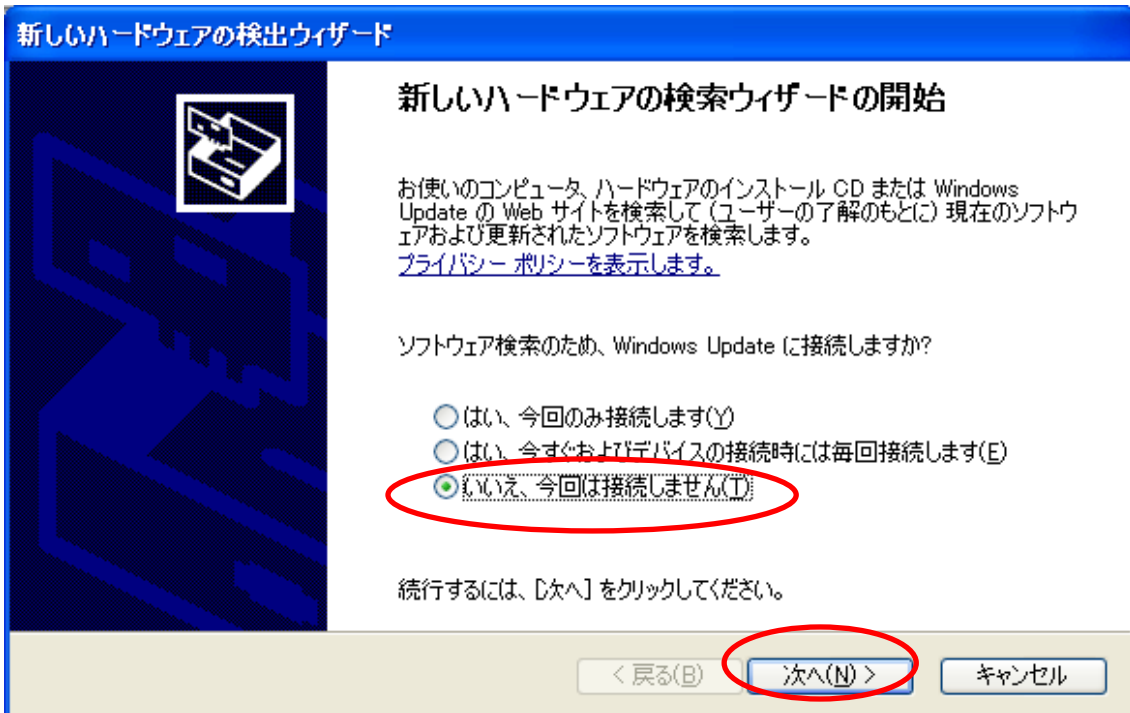 新しいハードウェアの検出ウィザード
新しいハードウェアの検索ウィザードの開始
お使いのコンピュータ、ハードウェアのインストール CD または Windows
Update の Web サイトを検索して (ユーザーの了解のもとに) 現在のソフトウ
ェアおよび更新されたソフトウェアを検索します。
プライバシー ポリシーを表示します。
ソフトウェア検索のため、Windows Update に接続しますか?
はい、今回のみ接続します(Y)
はい、今すぐおよびデバイスの接続時には毎回接続します(E)
いいえ、今回は接続しません(T)
続行するには、[次へ] をクリックしてください。
< 戻る(B) 次へ(N) > キャンセル